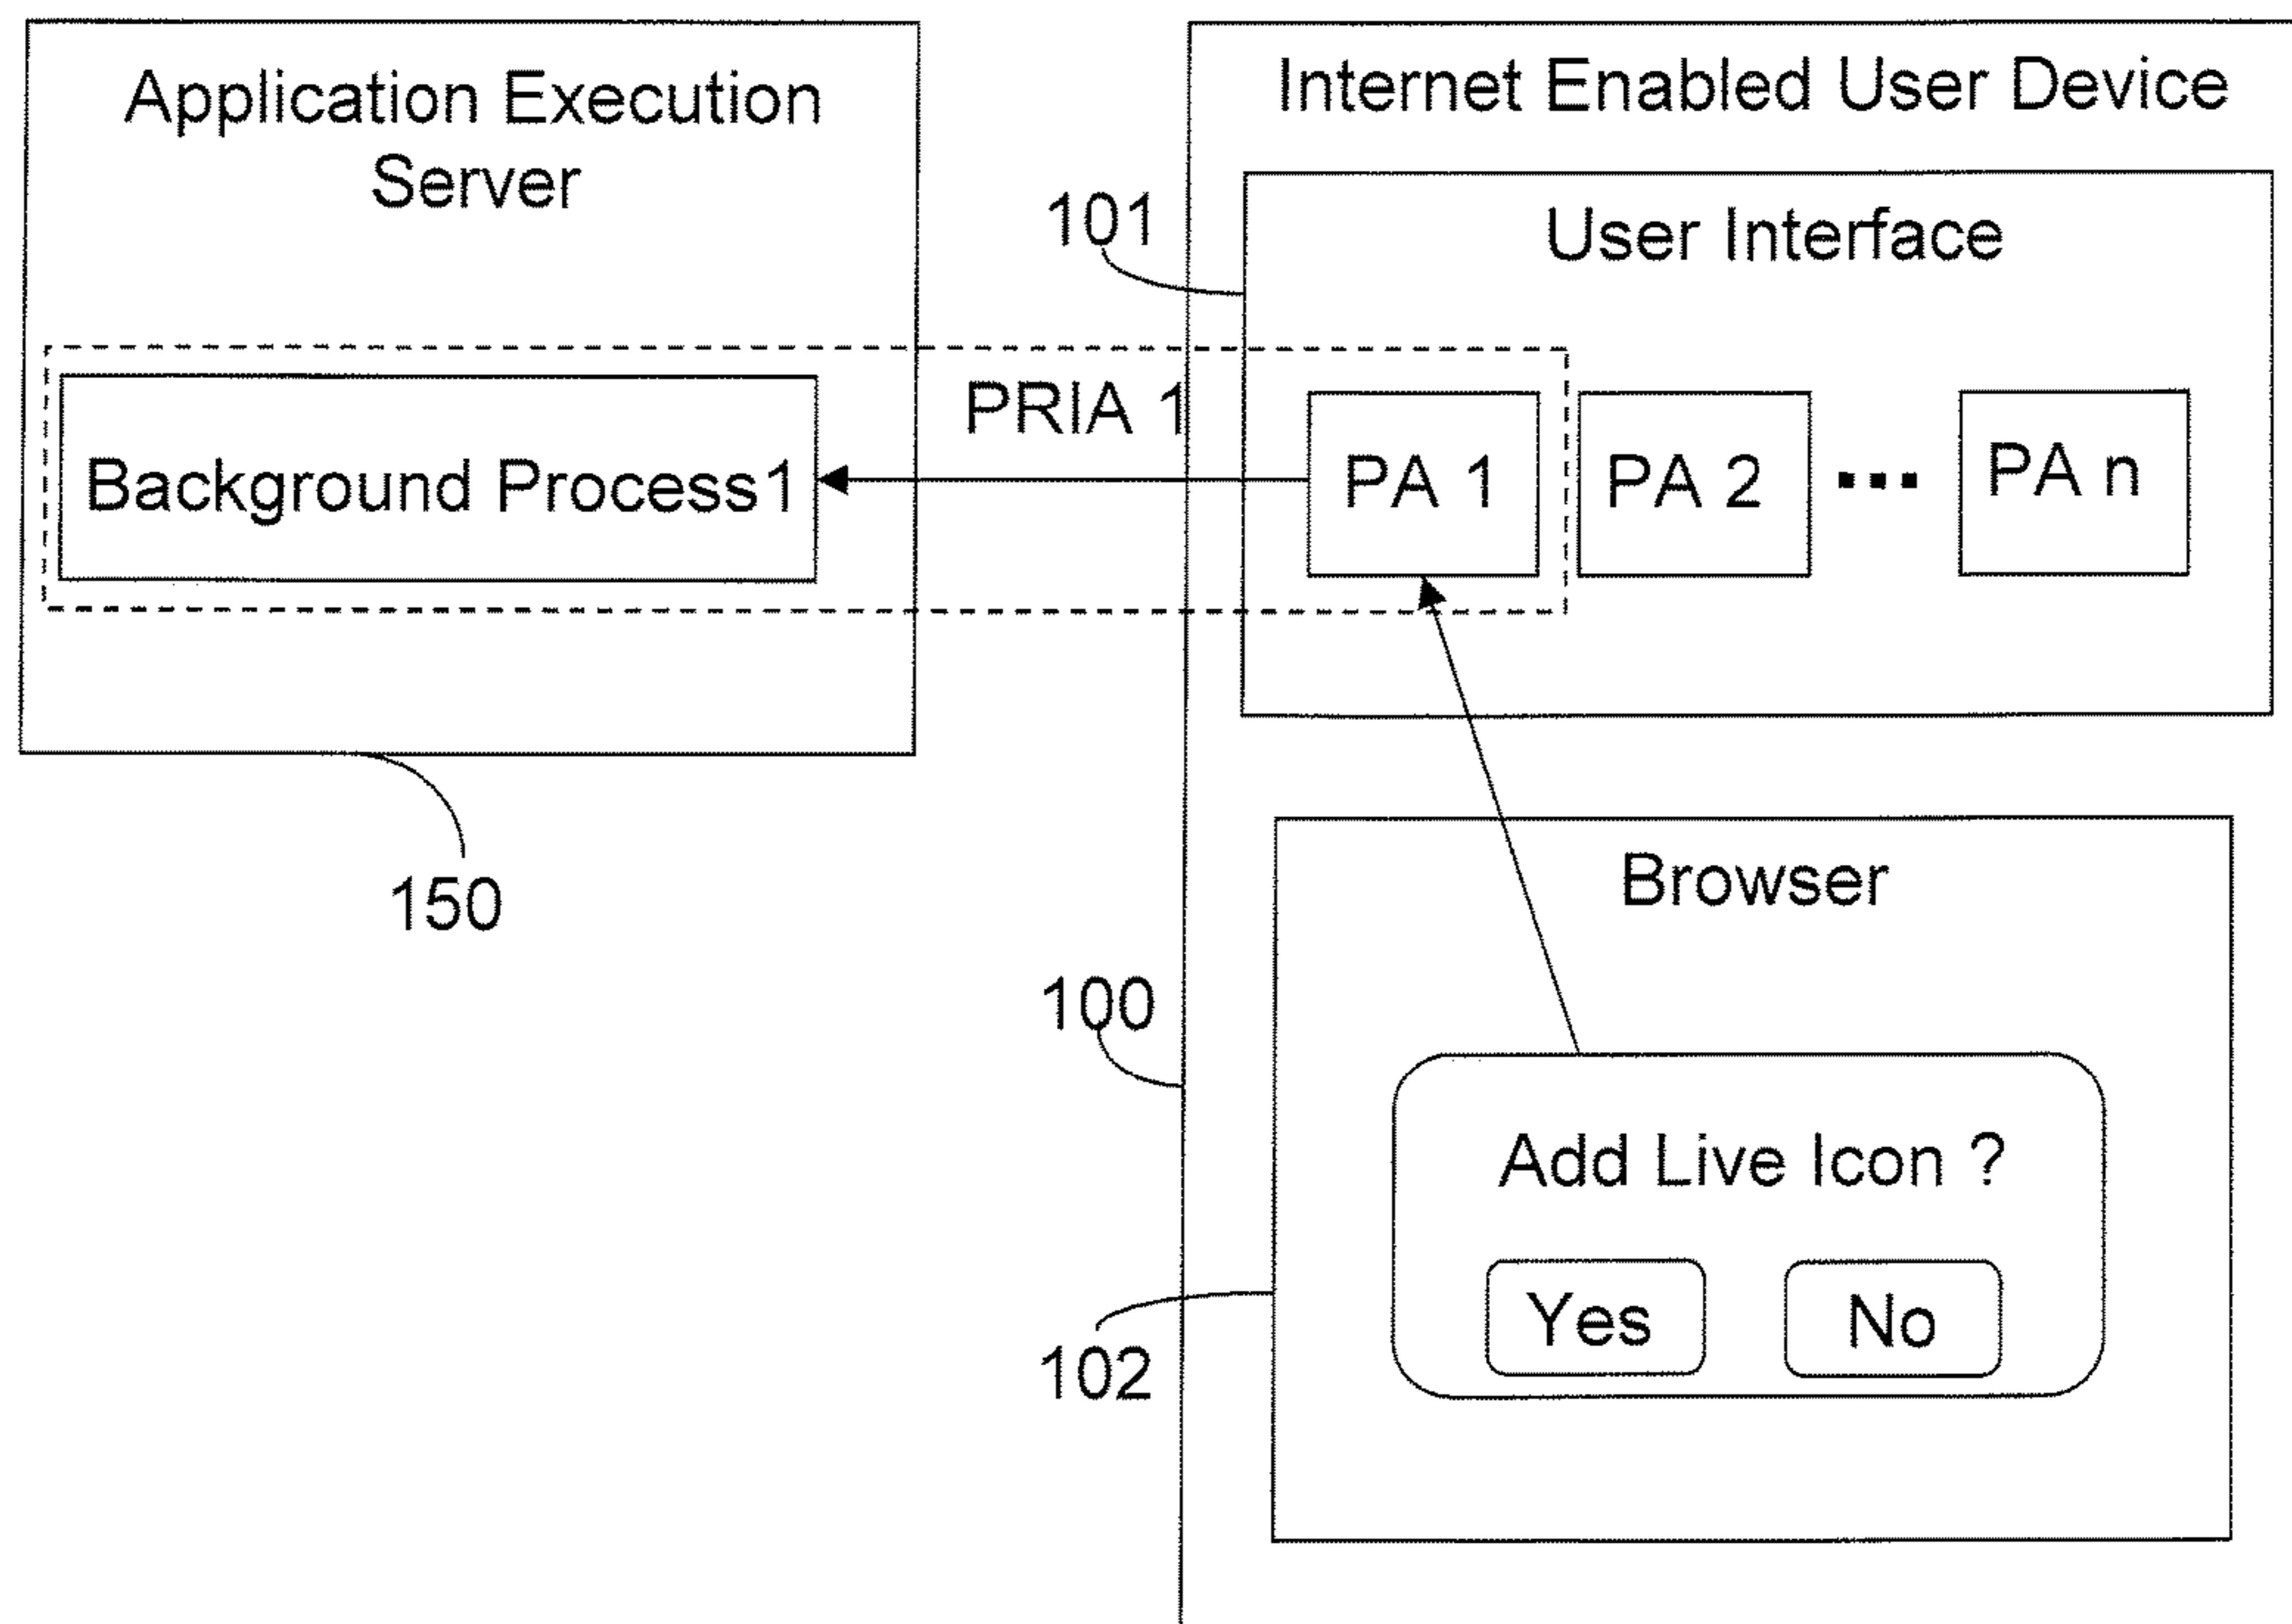 Application Execution
Server
Background Process1
150
PRIA 1
Internet Enabled User Device
101
User Interface
PA 1
PA 2
...
PA n
100
Browser
Add Live Icon ?
Yes
No
102